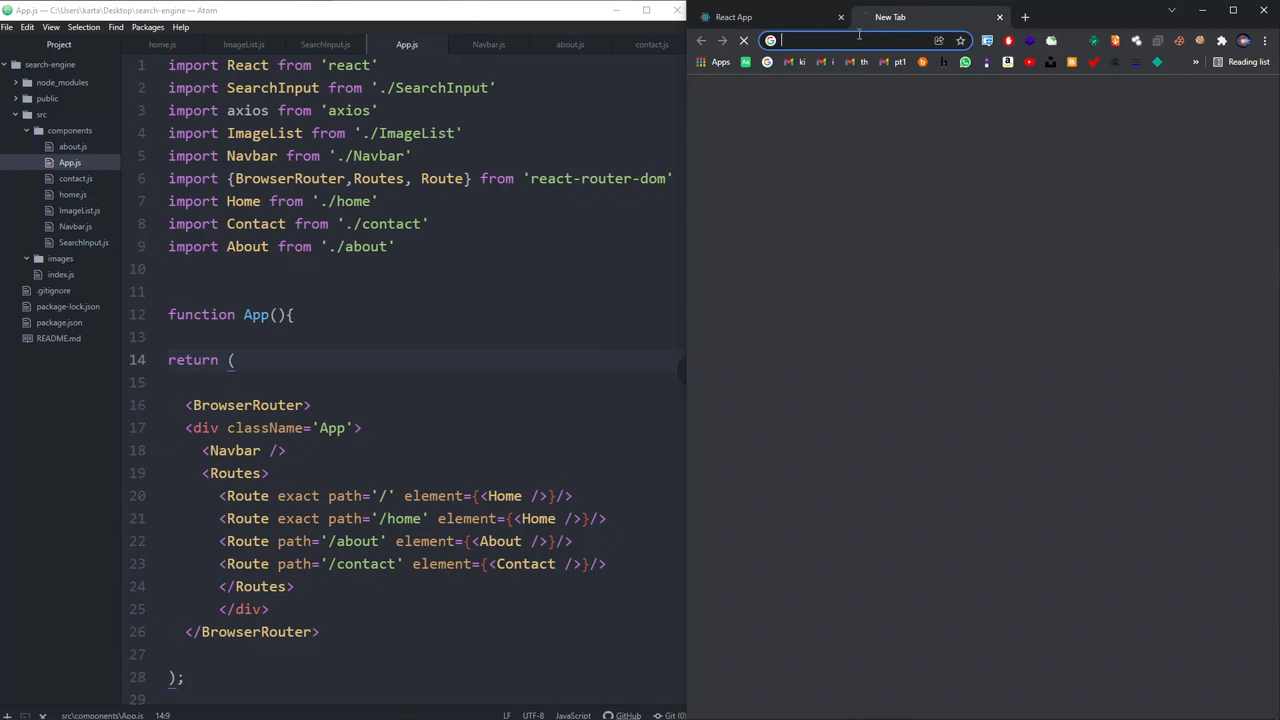 App.js — C:\Users\karta\Desktop\search-engine — Atom
File Edit View Selection Find Packages Help
Project
search-engine
node_modules
public
src
components
about.js
App.js
contact.js
home.js
ImageList.js
Navbar.js
SearchInput.js
images
index.js
.gitignore
package-lock.json
package.json
README.md
home.js ImageList.js SearchInput.js App.js Navbar.js about.js contact.js
1 import React from 'react'
2 import SearchInput from './SearchInput'
3 import axios from 'axios'
4 import ImageList from './ImageList'
5 import Navbar from './Navbar'
6 import {BrowserRouter,Routes, Route} from 'react-router-dom'
7 import Home from './home'
8 import Contact from './contact'
9 import About from './about'
10
11
12 function App(){
13
14 return (
15
16 <BrowserRouter>
17 <div className='App'>
18 <Navbar />
19 <Routes>
20 <Route exact path='/' element={<Home />}/>
21 <Route exact path='/home' element={<Home />}/>
22 <Route path='/about' element={<About />}/>
23 <Route path='/contact' element={<Contact />}/>
24 </Routes>
25 </div>
26 </BrowserRouter>
27
28 );
29
src\components\App.js 14:9 LF UTF-8 JavaScript GitHub Git (0)
React App New Tab
Apps ki i th pt1 Reading list